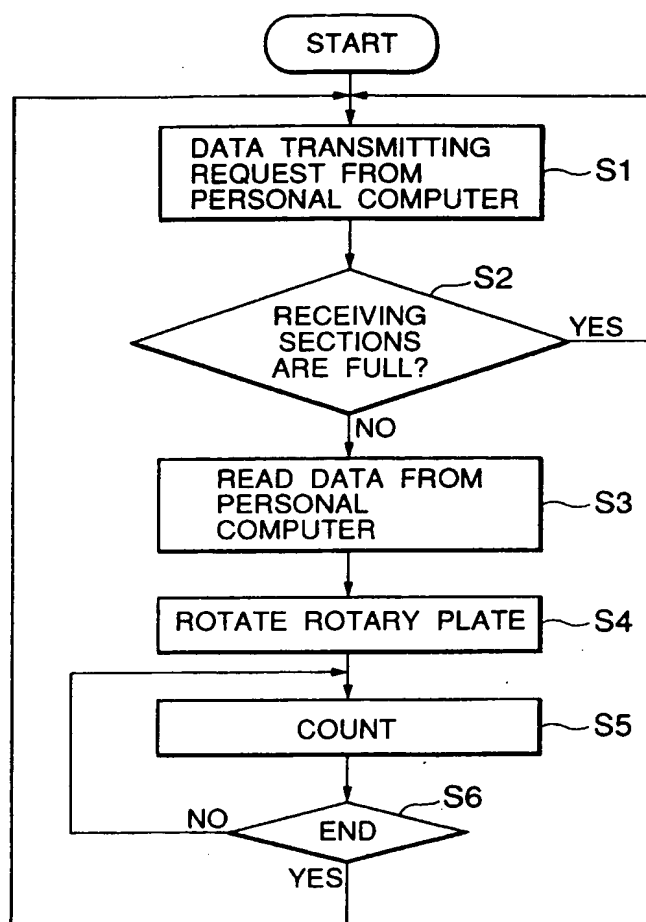 START
DATA TRANSMITTING
REQUEST FROM
PERSONAL COMPUTER
S1
S2
RECEIVING
SECTIONS
ARE FULL?
YES
NO
READ DATA FROM
PERSONAL
COMPUTER
S3
ROTATE ROTARY PLATE
S4
COUNT
S5
S6
NO
END
YES